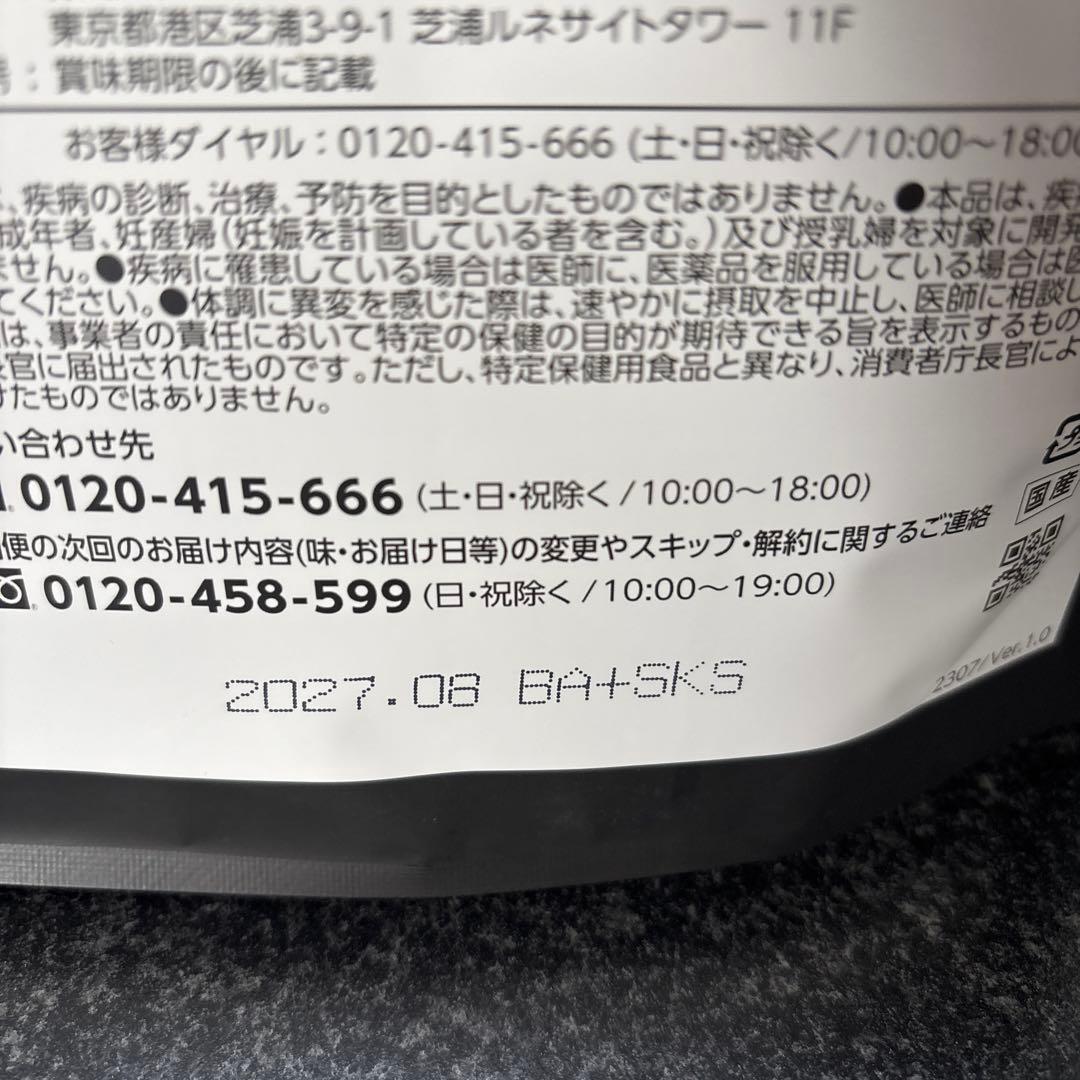 東京都港区芝浦3-9-1 芝浦ルネサイトタワー 11F
号：賞味期限の後に記載
お客様ダイヤル：0120-415-666 (土・日・祝除く/10:00～18:00
、疾病の診断、治療、予防を目的としたものではありません。●本品は、疾
成年者、妊産婦(妊娠を計画している者を含む。)及び授乳婦を対象に開発
ません。●疾病に罹患している場合は医師に、医薬品を服用している場合は医
てください。●体調に異変を感じた際は、速やかに摂取を中止し、医師に相談し
は、事業者の責任において特定の保健の目的が期待できる旨を表示するもの
長官に届出されたものです。ただし、特定保健用食品と異なり、消費者庁長官によ
けたものではありません。
い合わせ先
0120-415-666 (土・日・祝除く/10:00～18:00)
便の次回のお届け内容(味・お届け日等)の変更やスキップ・解約に関するご連絡
0120-458-599 (日・祝除く/10:00～19:00)
プラ
国産
2307/Ver.1.0
2027.08 BA+SKS